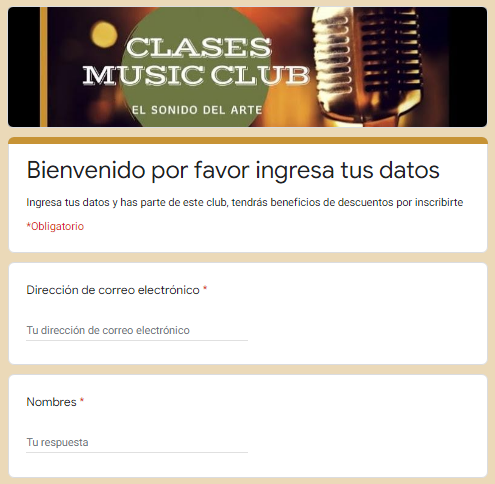 CLASES
MUSIC CLUB
EL SONIDO DEL ARTE
Bienvenido por favor ingresa tus datos
Ingresa tus datos y has parte de este club, tendrás beneficios de descuentos por inscribirte
*Obligatorio
Dirección de correo electrónico *
Tu dirección de correo electrónico
Nombres *
Tu respuesta